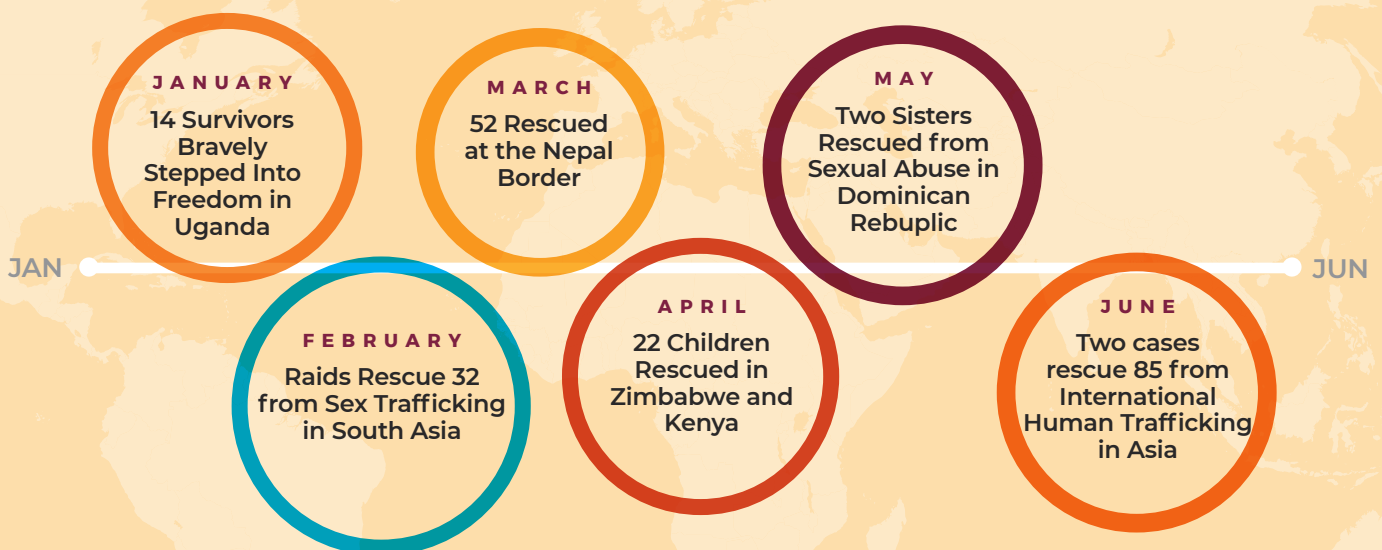 JANUARY
14 Survivors
Bravely
Stepped Into
Freedom in
Uganda
MARCH
52 Rescued
at the Nepal
Border
MAY
Two Sisters
Rescued from
Sexual Abuse in
Dominican
Rebuplic
JAN
JUN
FEBRUARY
Raids Rescue 32
from Sex Trafficking
in South Asia
APRIL
22 Children
Rescued in
Zimbabwe and
Kenya
JUNE
Two cases
rescue 85 from
International
Human Trafficking
in Asia